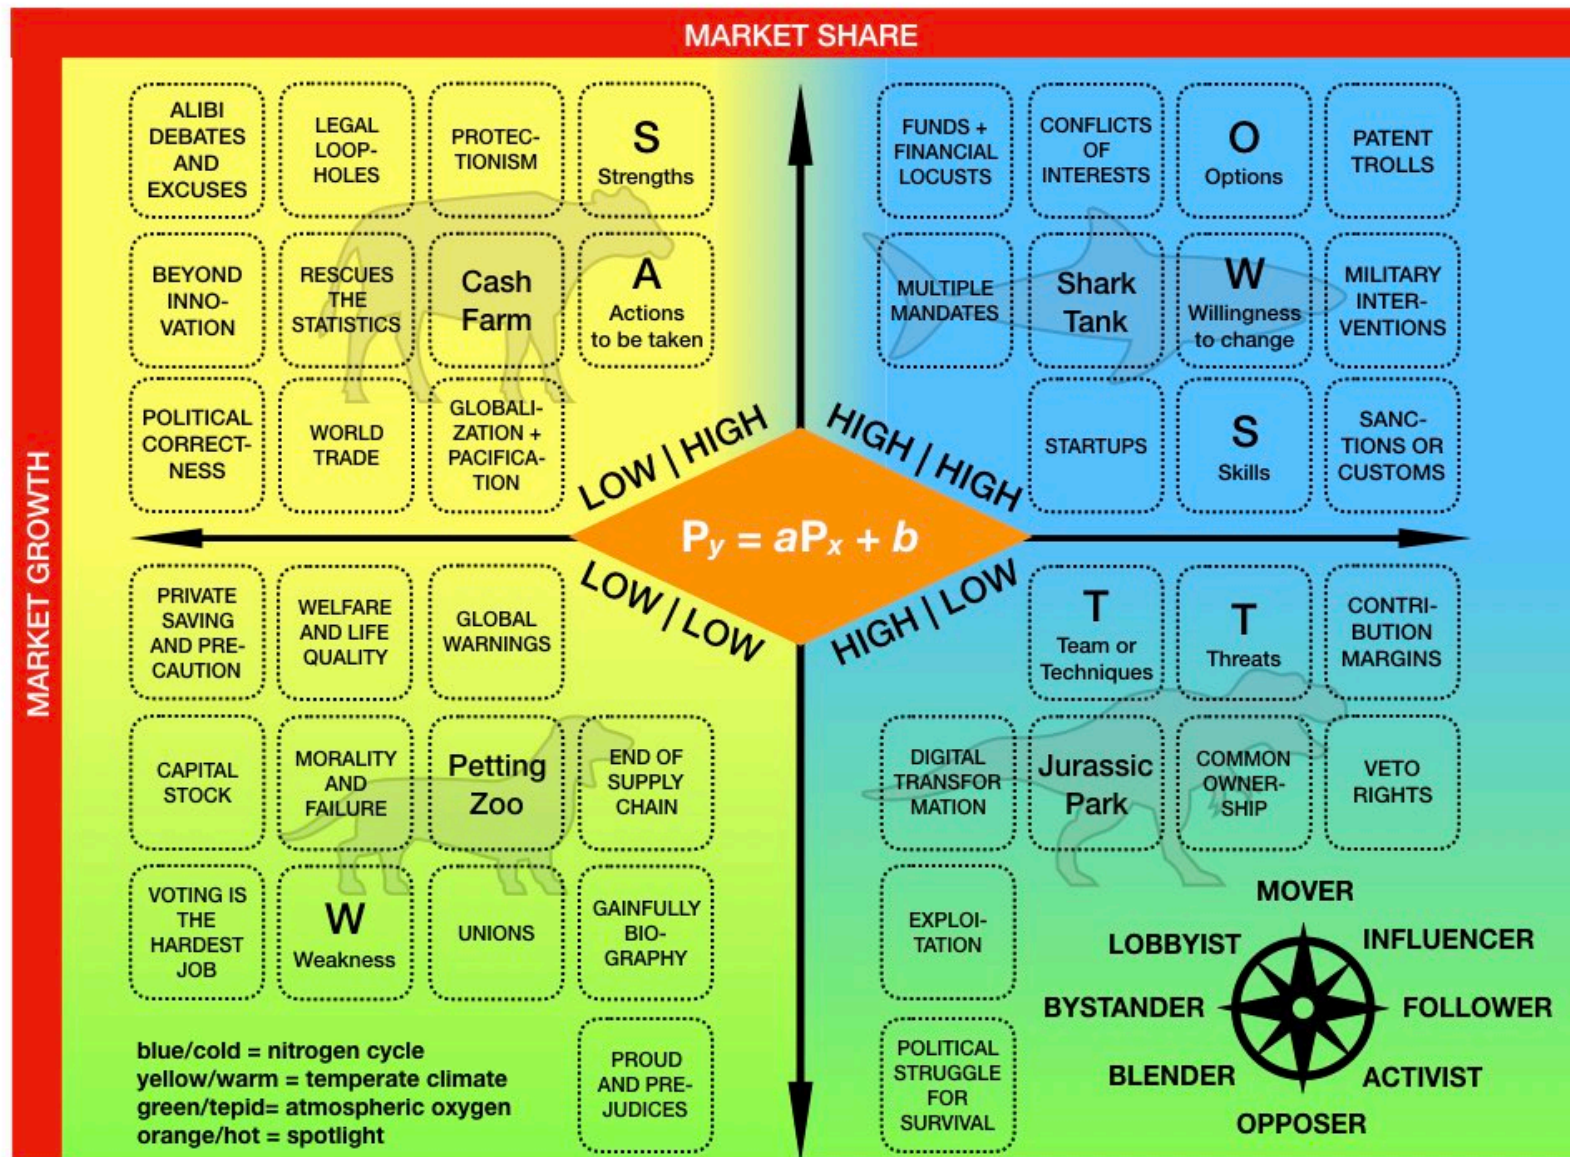 MARKET SHARE
MARKET GROWTH
ALIBI
DEBATES
AND
EXCUSES
LEGAL
LOOP-
HOLES
PROTEC-
TIONISM
S
Strengths
BEYOND
INNO-
VATION
RESCUES
THE
STATISTICS
Cash
Farm
A
Actions
to be taken
POLITICAL
CORRECT-
NESS
WORLD
TRADE
GLOBALI-
ZATION +
PACIFICA-
TION
LOW | HIGH
FUNDS +
FINANCIAL
LOCUSTS
CONFLICTS
OF
INTERESTS
O
Options
PATENT
TROLLS
MULTIPLE
MANDATES
Shark
Tank
W
Willingness
to change
MILITARY
INTER-
VENTIONS
STARTUPS
S
Skills
SANC-
TIONS OR
CUSTOMS
HIGH | HIGH
Py = aPx + b
LOW | LOW
HIGH | LOW
PRIVATE
SAVING
AND PRE-
CAUTION
WELFARE
AND LIFE
QUALITY
GLOBAL
WARNINGS
CAPITAL
STOCK
MORALITY
AND
FAILURE
Petting
Zoo
END OF
SUPPLY
CHAIN
VOTING IS
THE
HARDEST
JOB
W
Weakness
UNIONS
GAINFULLY
BIO-
GRAPHY
PROUD
AND PRE-
JUDICES
blue/cold = nitrogen cycle
yellow/warm = temperate climate
green/tepid= atmospheric oxygen
orange/hot = spotlight
T
Team or
Techniques
T
Threats
CONTRI-
BUTION
MARGINS
DIGITAL
TRANSFOR
MATION
Jurassic
Park
COMMON
OWNER-
SHIP
VETO
RIGHTS
EXPLOI-
TATION
POLITICAL
STRUGGLE
FOR
SURVIVAL
MOVER
LOBBYIST
INFLUENCER
BYSTANDER
FOLLOWER
BLENDER
ACTIVIST
OPPOSER